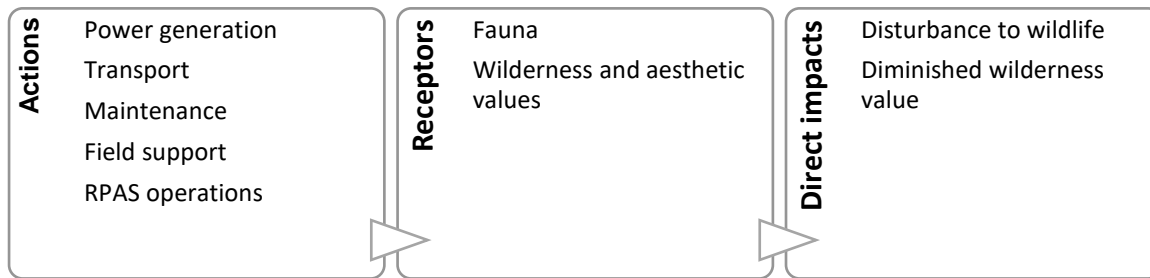 Actions
Power generation
Transport
Maintenance
Field support
RPAS operations
Receptors
Fauna
Wilderness and aesthetic
values
Direct impacts
Disturbance to wildlife
Diminished wilderness
value